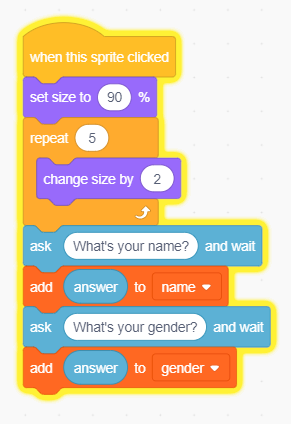 when this sprite clicked
set size to 90 %
repeat 5
change size by 2
ask What's your name? and wait
add answer to name
ask What's your gender? and wait
add answer to gender